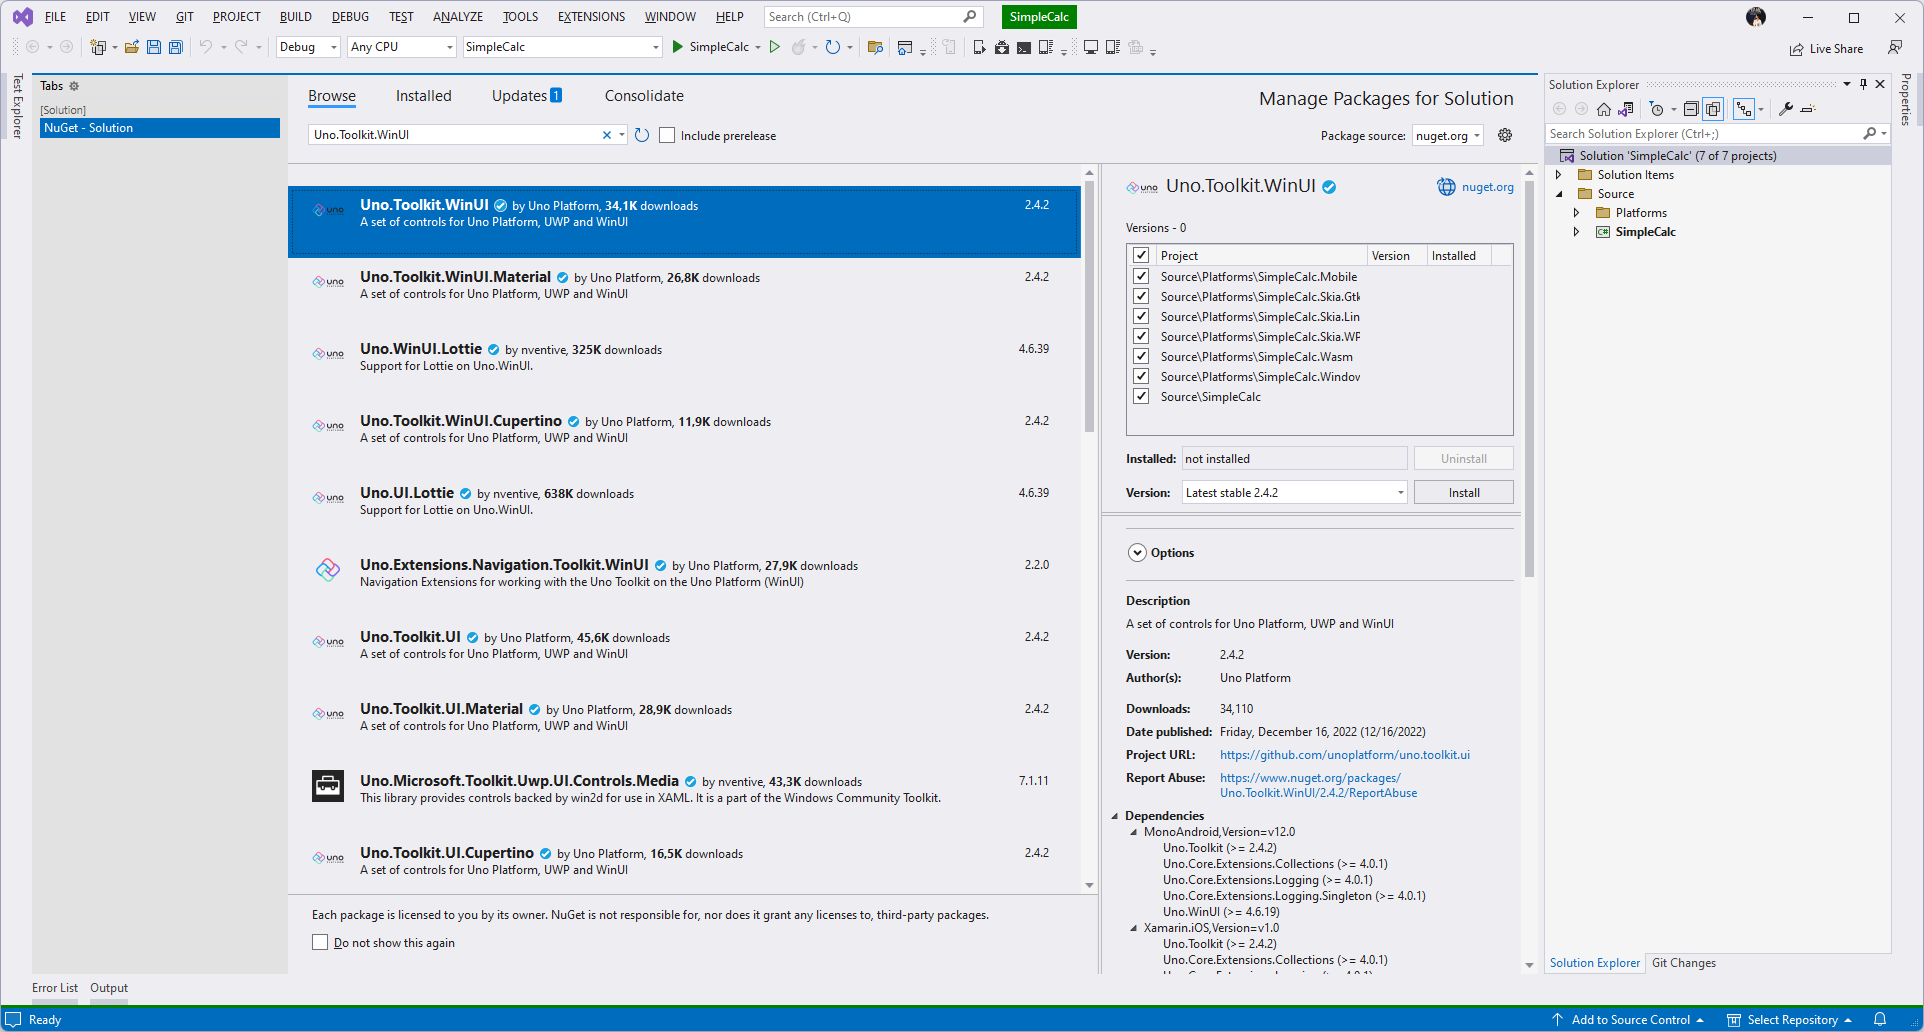 FILE EDIT VIEW GIT PROJECT BUILD DEBUG TEST ANALYZE TOOLS EXTENSIONS WINDOW HELP Search (Ctrl+Q) SimpleCalc
Debug Any CPU SimpleCalc SimpleCalc Live Share
Test Explorer
Tabs
[Solution]
NuGet - Solution
Browse Installed Updates 1 Consolidate
Manage Packages for Solution
Uno.Toolkit.WinUI Include prerelease
Package source: nuget.org
Uno.Toolkit.WinUI by Uno Platform, 34,1K downloads 2.4.2
A set of controls for Uno Platform, UWP and WinUI
uno Uno.Toolkit.WinUI.Material by Uno Platform, 26,8K downloads 2.4.2
A set of controls for Uno Platform, UWP and WinUI
uno Uno.WinUI.Lottie by nventive, 325K downloads 4.6.39
Support for Lottie on Uno.WinUI.
uno Uno.Toolkit.WinUI.Cupertino by Uno Platform, 11,9K downloads 2.4.2
A set of controls for Uno Platform, UWP and WinUI
uno Uno.UI.Lottie by nventive, 638K downloads 4.6.39
Support for Lottie on Uno.WinUI.
Uno.Extensions.Navigation.Toolkit.WinUI by Uno Platform, 27,9K downloads 2.2.0
Navigation Extensions for working with the Uno Toolkit on the Uno Platform (WinUI)
uno Uno.Toolkit.UI by Uno Platform, 45,6K downloads 2.4.2
A set of controls for Uno Platform, UWP and WinUI
uno Uno.Toolkit.UI.Material by Uno Platform, 28,9K downloads 2.4.2
A set of controls for Uno Platform, UWP and WinUI
Uno.Microsoft.Toolkit.Uwp.UI.Controls.Media by nventive, 43,3K downloads 7.1.11
This library provides controls backed by win2d for use in XAML. It is a part of the Windows Community Toolkit.
uno Uno.Toolkit.UI.Cupertino by Uno Platform, 16,5K downloads 2.4.2
A set of controls for Uno Platform, UWP and WinUI
Each package is licensed to you by its owner. NuGet is not responsible for, nor does it grant any licenses to, third-party packages.
Do not show this again
uno Uno.Toolkit.WinUI nuget.org
Versions - 0
Project Version Installed
Source\Platforms\SimpleCalc.Mobile
Source\Platforms\SimpleCalc.Skia.Gtk
Source\Platforms\SimpleCalc.Skia.Lin
Source\Platforms\SimpleCalc.Skia.WP
Source\Platforms\SimpleCalc.Wasm
Source\Platforms\SimpleCalc.Window
Source\SimpleCalc
Installed: not installed Uninstall
Version: Latest stable 2.4.2 Install
Options
Description
A set of controls for Uno Platform, UWP and WinUI
Version: 2.4.2
Author(s): Uno Platform
Downloads: 34,110
Date published: Friday, December 16, 2022 (12/16/2022)
Project URL: https://github.com/unoplatform/uno.toolkit.ui
Report Abuse: https://www.nuget.org/packages/
Uno.Toolkit.WinUI/2.4.2/ReportAbuse
Dependencies
MonoAndroid,Version=v12.0
Uno.Toolkit (>= 2.4.2)
Uno.Core.Extensions.Collections (>= 4.0.1)
Uno.Core.Extensions.Logging (>= 4.0.1)
Uno.Core.Extensions.Logging.Singleton (>= 4.0.1)
Uno.WinUI (>= 4.6.19)
Xamarin.iOS,Version=v1.0
Uno.Toolkit (>= 2.4.2)
Uno.Core.Extensions.Collections (>= 4.0.1)
Solution Explorer
Search Solution Explorer (Ctrl+;)
Solution 'SimpleCalc' (7 of 7 projects)
Solution Items
Source
Platforms
C# SimpleCalc
Solution Explorer Git Changes
Properties
Error List Output
Ready Add to Source Control Select Repository